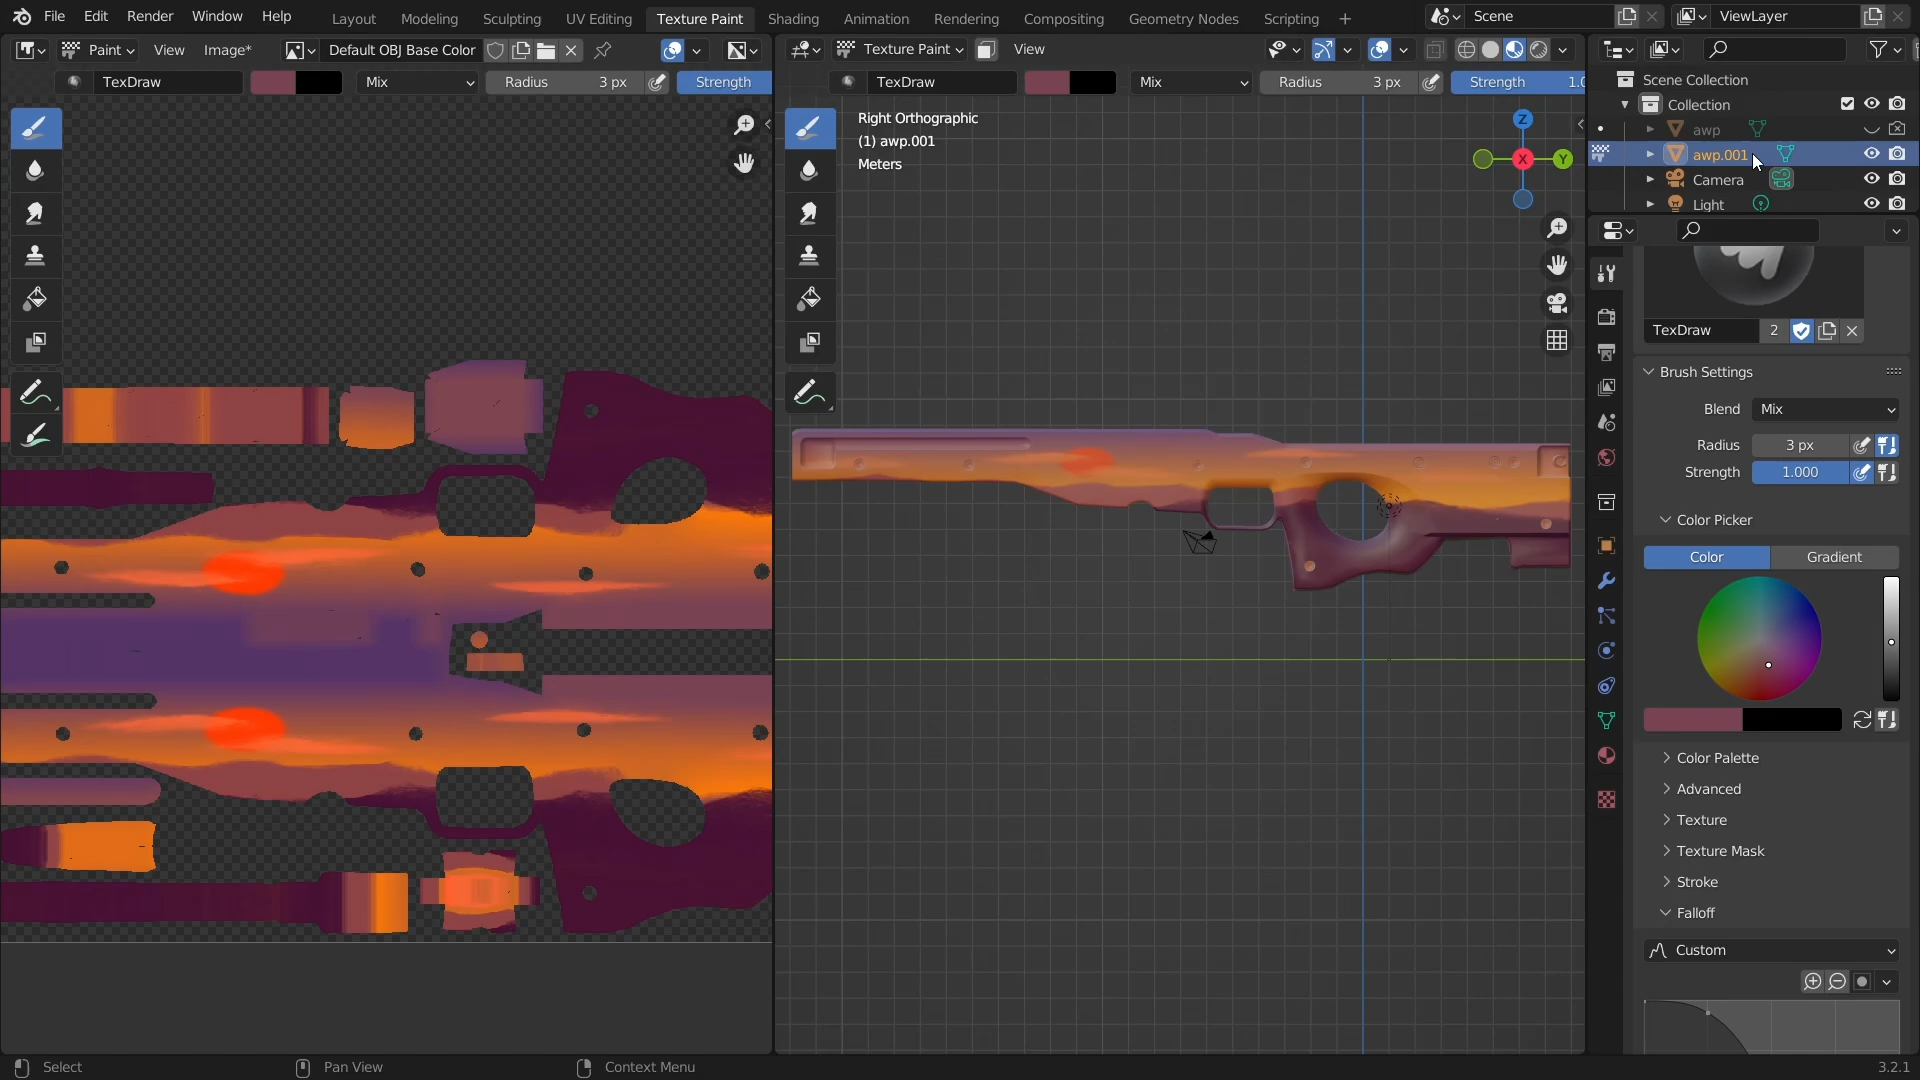 File Edit Render Window Help Layout Modeling Sculpting UV Editing Texture Paint Shading Animation Rendering Compositing Geometry Nodes Scripting + Scene ViewLayer
Paint View Image* Default OBJ Base Color Texture Paint View
TexDraw Mix Radius 3 px Strength TexDraw Mix Radius 3 px Strength 1.0
Scene Collection
Collection
awp
awp.001
Camera
Light
Right Orthographic
(1) awp.001
Meters
Z
X
Y
TexDraw 2
Brush Settings
Blend Mix
Radius 3 px
Strength 1.000
Color Picker
Color Gradient
Color Palette
Advanced
Texture
Texture Mask
Stroke
Falloff
Custom
Select Pan View Context Menu 3.2.1